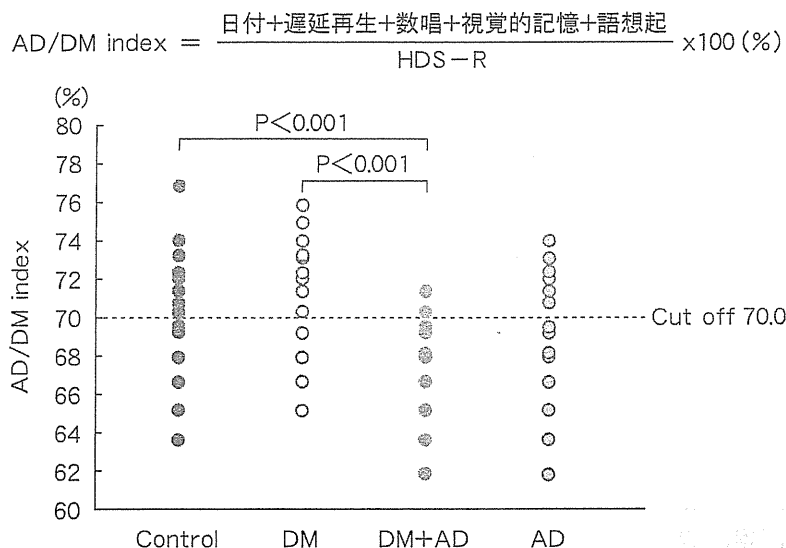 AD/DM index = 日付+遅延再生+数唱+視覚的記憶+語想起 x100(%)
HDS-R
(%)
80
P<0.001
78
P<0.001
76
74
72
70
Cut off 70.0
68
66
64
62
60
AD/DM index
Control DM DM+AD AD